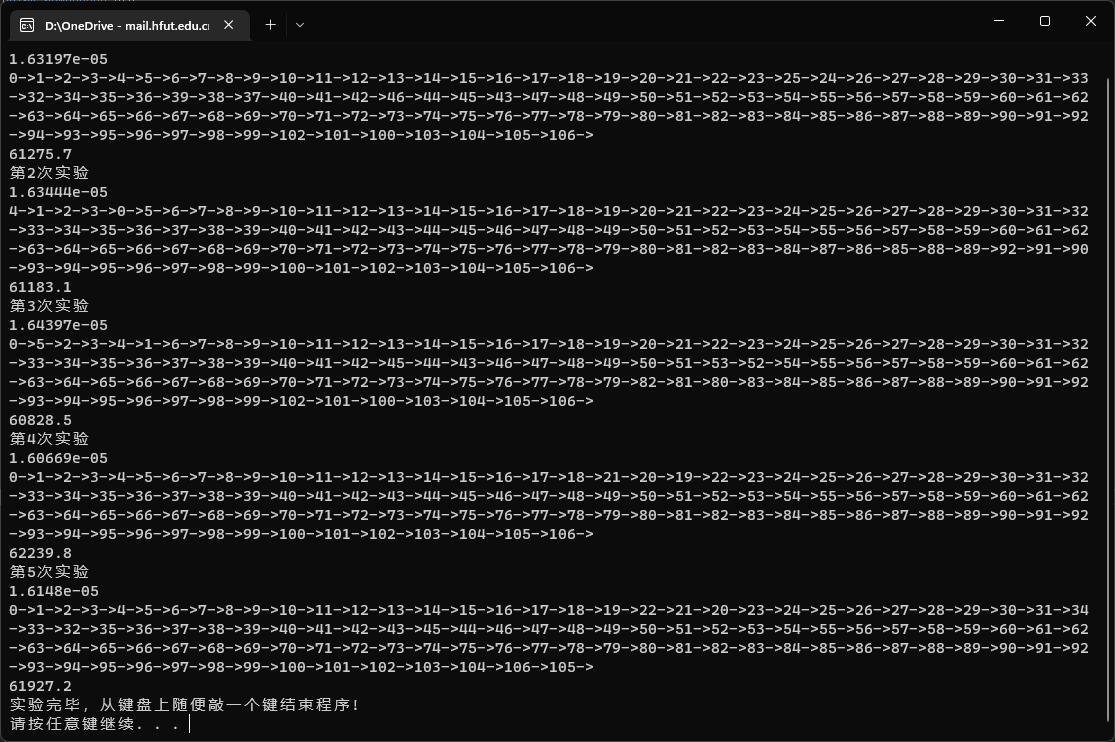 D:\OneDrive - mail.hfut.edu.c
1.63197e-05
0->1->2->3->4->5->6->7->8->9->10->11->12->13->14->15->16->17->18->19->20->21->22->23->25->24->26->27->28->29->30->31->33
->32->34->35->36->39->38->37->40->41->42->46->44->45->43->47->48->49->50->51->52->53->54->55->56->57->58->59->60->61->62
->63->64->65->66->67->68->69->70->71->72->73->74->75->76->77->78->79->80->81->82->83->84->85->86->87->88->89->90->91->92
->94->93->95->96->97->98->99->102->101->100->103->104->105->106->
61275.7
第2次实验
1.63444e-05
4->1->2->3->0->5->6->7->8->9->10->11->12->13->14->15->16->17->18->19->20->21->22->23->24->25->26->27->28->29->30->31->32
->33->34->35->36->37->38->39->40->41->42->43->44->45->46->47->48->49->50->51->52->53->54->55->56->57->58->59->60->61->62
->63->64->65->66->67->68->69->70->71->72->73->74->75->76->77->78->79->80->81->82->83->84->87->86->85->88->89->92->91->90
->93->94->95->96->97->98->99->100->101->102->103->104->105->106->
61183.1
第3次实验
1.64397e-05
0->5->2->3->4->1->6->7->8->9->10->11->12->13->14->15->16->17->18->19->20->21->22->23->24->25->26->27->28->29->30->31->32
->33->34->35->36->37->38->39->40->41->42->45->44->43->46->47->48->49->50->51->53->52->54->55->56->57->58->59->60->61->62
->63->64->65->66->67->68->69->70->71->72->73->74->75->76->77->78->79->82->81->80->83->84->85->86->87->88->89->90->91->92
->93->94->95->96->97->98->99->102->101->100->103->104->105->106->
60828.5
第4次实验
1.60669e-05
0->1->2->3->4->5->6->7->8->9->10->11->12->13->14->15->16->17->18->21->20->19->22->23->24->25->26->27->28->29->30->31->32
->33->34->35->36->37->38->39->40->41->42->43->44->45->46->47->48->49->50->51->52->53->54->55->56->57->58->59->60->61->62
->63->64->65->66->67->68->69->70->71->72->73->74->75->76->77->78->79->80->81->82->83->84->85->86->87->88->89->90->91->92
->93->94->95->96->97->98->99->100->101->102->103->104->105->106->
62239.8
第5次实验
1.6148e-05
0->1->2->3->4->5->6->7->8->9->10->11->12->13->14->15->16->17->18->19->22->21->20->23->24->25->26->27->28->29->30->31->34
->33->32->35->36->37->38->39->40->41->42->43->45->44->46->47->48->49->50->51->52->53->54->55->56->57->58->59->60->61->62
->63->64->65->66->67->68->69->70->71->72->73->74->75->76->77->78->79->80->81->82->83->84->85->86->87->88->89->90->91->92
->93->94->95->96->97->98->99->100->101->102->103->104->106->105->
61927.2
实验完毕, 从键盘上随便敲一个键结束程序!
请按任意键继续. . .